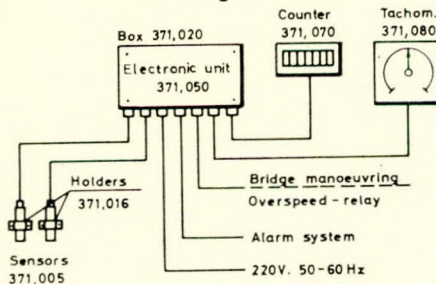 Counter
371,070
Tachom.
371,080
Box 371,020
Electronic unit
371,050
Holders
371,016
Bridge manoeuvring
Overspeed-relay
Alarm system
220V. 50-60 Hz
Sensors
371,005